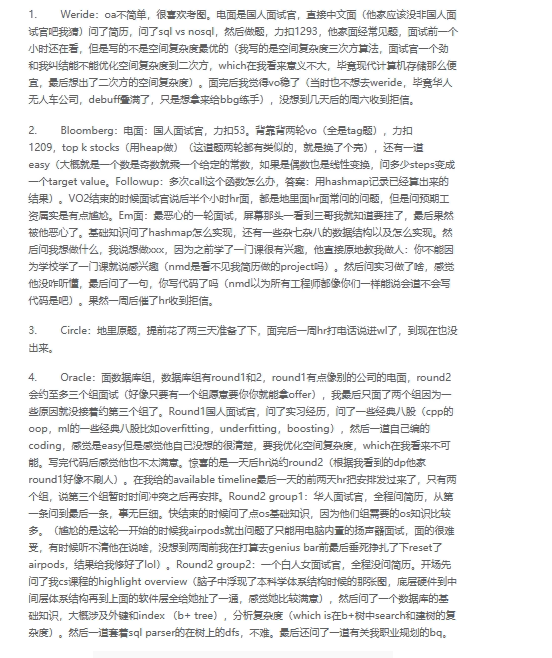 1. Weride：oa不简单，很喜欢考图。电面是国人面试官，直接中文面（他家应该没非国人面
试官吧我猜）问了简历，问了sql vs nosql，然后做题，力扣1293，他家面经常见题，面试前一个
小时还在看，但是写的不是空间复杂度最优的（我写的是空间复杂度三次方算法，面试官一个劲
和我纠结能不能优化空间复杂度到二次方，which在我看来意义不大，毕竟现代计算机存储那么便
宜，最后想出了二次方的空间复杂度）。面完后我觉得vo稳了（当时也不想去weride，毕竟华人
无人车公司，debuff叠满了，只是想拿来给bbg练手），没想到几天后的周六收到拒信。
2. Bloomberg：电面：国人面试官，力扣53。背靠背两轮vo（全是tag题），力扣
1209，top k stocks（用heap做）（这道题两轮都有类似的，就是换了个壳），还有一道
easy（大概就是一个数是奇数就乘一个给定的常数，如果是偶数也是线性变换，问多少steps变成
一个target value。Followup：多次call这个函数怎么办，答案：用hashmap记录已经算出来的
结果）。VO2结束的时候面试官说后半个小时hr面，都是地里面hr面常问的问题，但是问预期工
资属实是有点尴尬。Em面：最恶心的一轮面试，屏幕那头一看到三哥我就知道要挂了，最后果然
被他恶心了。基础知识问了hashmap怎么实现，还有一些杂七杂八的数据结构以及怎么实现。然
后问我想做什么，我说想做xxx，因为之前学了一门课很有兴趣，他直接原地教我做人：你不能因
为学校学了一门课就说感兴趣（nmd是看不见我简历做的project吗）。然后问实习做了啥，感觉
他没咋听懂，最后问了一句，你写代码了吗（nmd以为所有工程师都像你们一样能说会道不会写
代码是吧）。果然一周后催了hr收到拒信。
3. Circle：地里原题，提前花了两三天准备了下，面完后一周hr打电话说进wl了，到现在也没
出来。
4. Oracle：面数据库组，数据库组有round1和2，round1有点像别的公司的电面，round2
会约至多三个组面试（好像只要有一个组愿意要你你就能拿offer），我最后只面了两个组因为一
些原因就没接着约第三个组了。Round1国人面试官，问了实习经历，问了一些经典八股（cpp的
oop，ml的一些经典八股比如overfitting，underfitting，boosting），然后一道自己编的
coding，感觉是easy但是感觉他自己没想的很清楚，要我优化空间复杂度，which在我看来不可
能。写完代码后感觉他也不太满意。惊喜的是一天后hr说约round2（根据我看到的dp他家
round1好像不刷人）。在我给的available timeline最后一天的前两天hr把安排发过来了，只有两
个组，说第三个组暂时时间冲突之后再安排。Round2 group1：华人面试官，全程问简历，从第
一条问到最后一条，事无巨细。快结束的时候问了点os基础知识，因为他们组需要的os知识比较
多。（尴尬的是这轮一开始的时候我airpods就出问题了只能用电脑内置的扬声器面试，面的很难
受，有时候听不清他在说啥，没想到两周前我在打算去genius bar前最后垂死挣扎了下reset了
airpods，结果给我修好了lol）。Round2 group2：一个白人女面试官，全程没问简历。开场先
问了我cs课程的highlight overview（脑子中浮现了本科学体系结构时候的那张图，底层硬件到中
间层体系结构再到上面的软件层全给她扯了一通，感觉她比较满意），然后问了一个数据库的基
础知识，大概涉及外键和index （b+ tree），分析复杂度（which is在b+树中search和建树的复
杂度）。然后一道套着sql parser的在树上的dfs，不难。最后还问了一道有关我职业规划的bq。